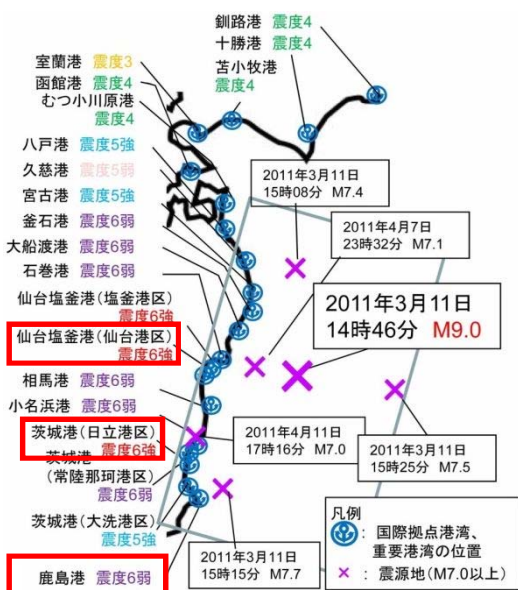 釧路港 震度4
十勝港 震度4
苫小牧港
震度4
室蘭港 震度3
函館港 震度4
むつ小川原港
震度4
八戸港 震度5強
久慈港 震度5弱
宮古港 震度5強
釜石港 震度6弱
大船渡港 震度6弱
石巻港 震度6弱
仙台塩釜港(塩釜港区)
震度6強
仙台塩釜港(仙台港区)
震度6強
相馬港 震度6弱
小名浜港 震度6弱
茨城港(日立港区)
震度6強
茨城港
(常陸那珂港区)
震度6弱
茨城港(大洗港区)
震度5強
鹿島港 震度6弱
2011年3月11日
15時08分 M7.4
2011年4月7日
23時32分 M7.1
2011年3月11日
14時46分 M9.0
2011年4月11日
17時16分 M7.0
2011年3月11日
15時25分 M7.5
2011年3月11日
15時15分 M7.7
凡例
: 国際拠点港湾、
重要港湾の位置
× : 震源地(M7.0以上)